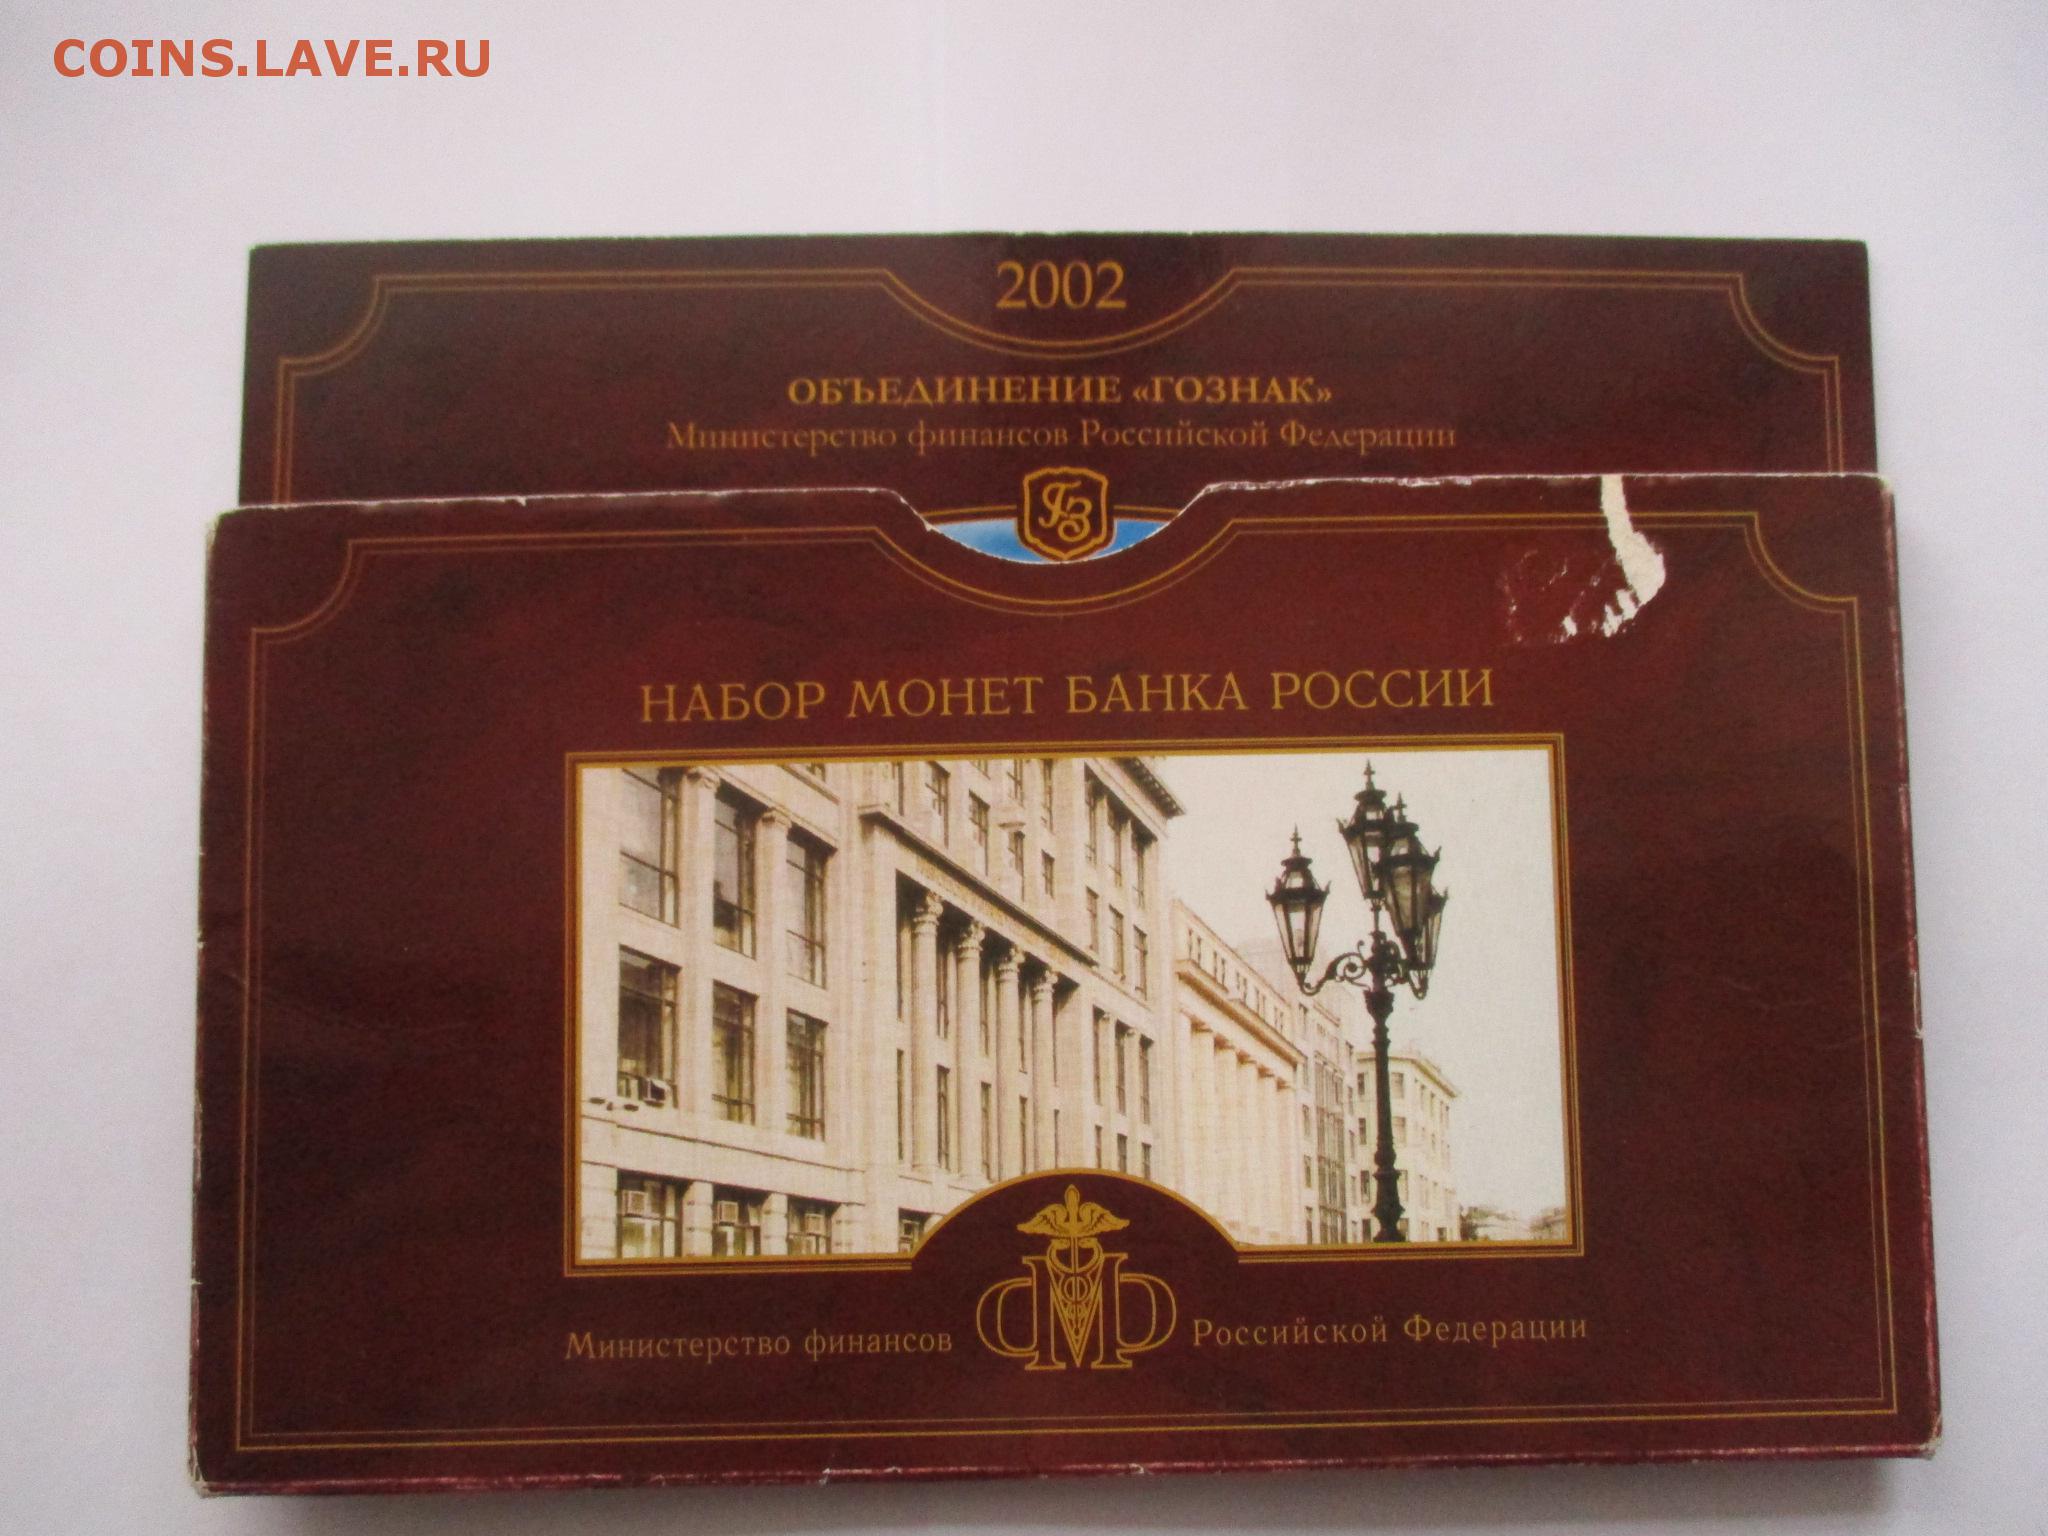 COINS.LAVE.RU
2002
ОБЪЕДИНЕНИЕ «ГОЗНАК»
Министерство финансов Российской Федерации
ГЗ
НАБОР МОНЕТ БАНКА РОССИИ
Министерство финансов МФ Российской Федерации